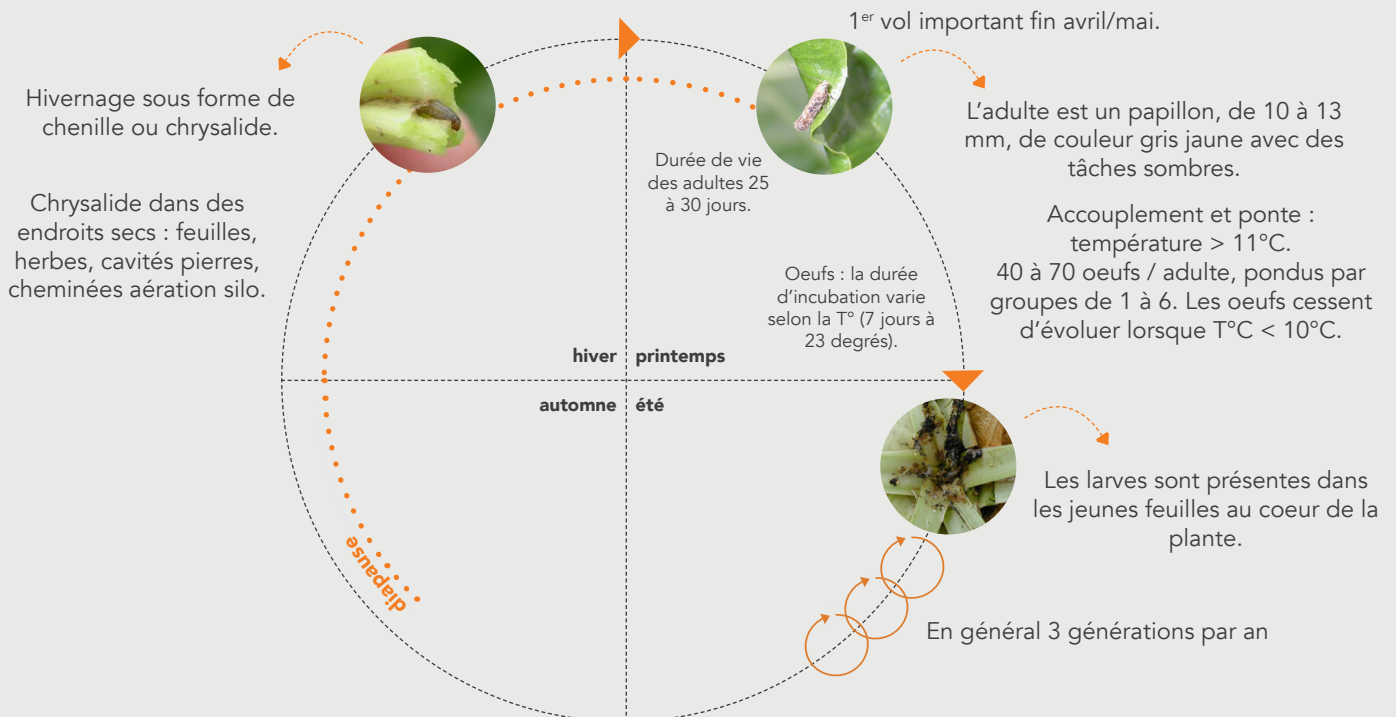 1er vol important fin avril/mai.
Hivernage sous forme de
chenille ou chrysalide.
L'adulte est un papillon, de 10 à 13
mm, de couleur gris jaune avec des
tâches sombres.
Durée de vie
des adultes 25
à 30 jours.
Chrysalide dans des
endroits secs : feuilles,
herbes, cavités pierres,
cheminées aération silo.
Accouplement et ponte :
température > 11°C.
40 à 70 oeufs / adulte, pondus par
groupes de 1 à 6. Les oeufs cessent
d'évoluer lorsque T°C < 10°C.
Oeufs : la durée
d'incubation varie
selon la T° (7 jours à
23 degrés).
hiver
printemps
automne
été
Les larves sont présentes dans
les jeunes feuilles au coeur de la
plante.
diapause
En général 3 générations par an